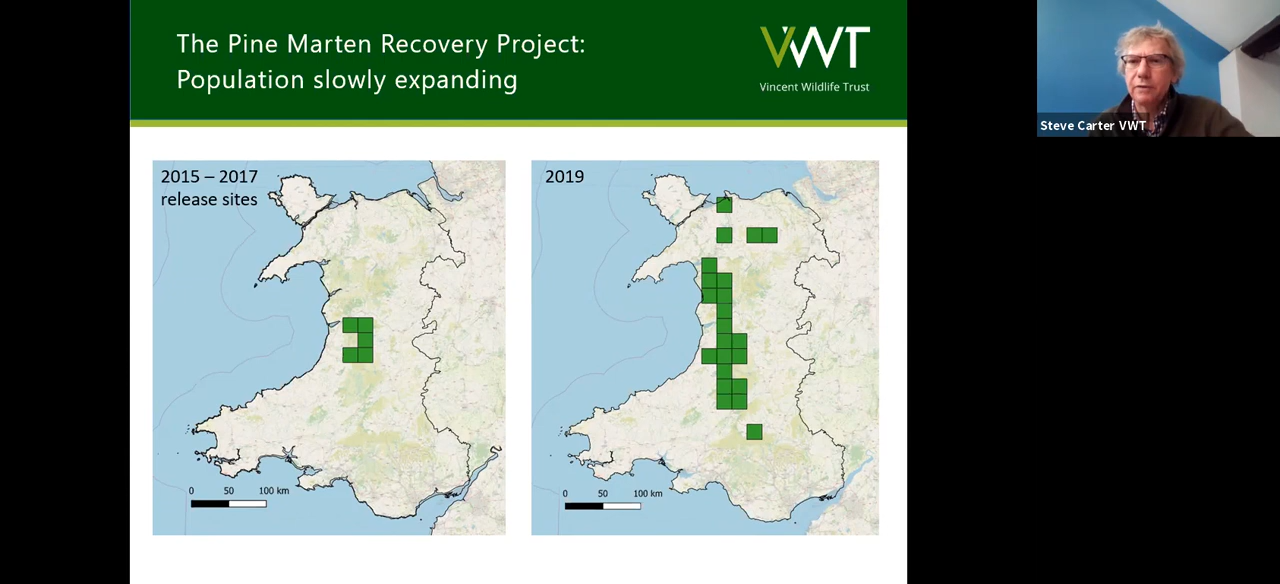 The Pine Marten Recovery Project:
Population slowly expanding
VWT
Vincent Wildlife Trust
Steve Carter VWT
2015 – 2017
release sites
0 50 100 km
2019
0 50 100 km